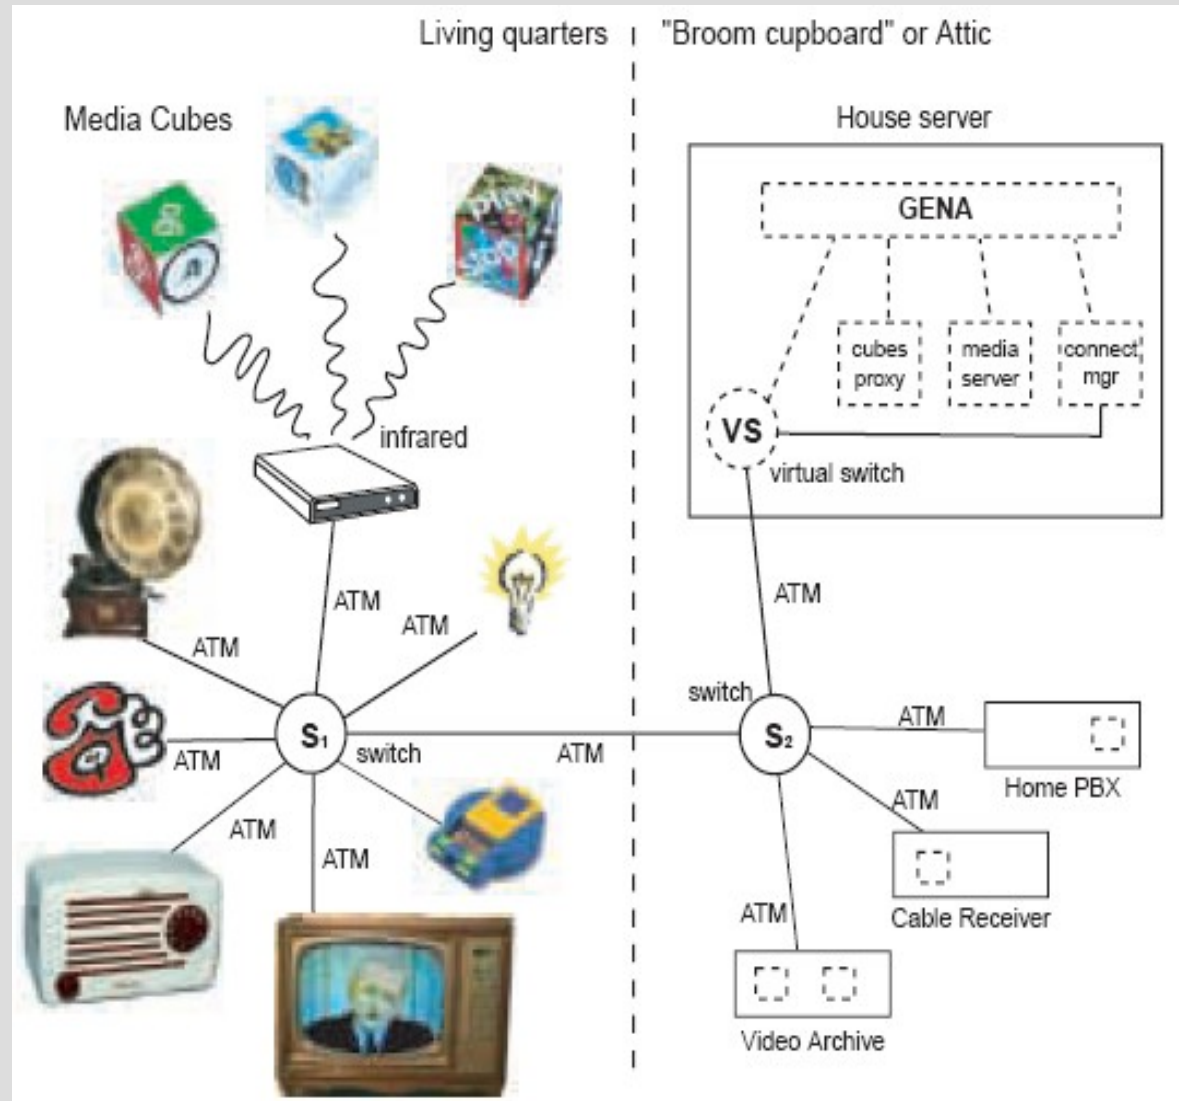 Living quarters
"Broom cupboard" or Attic
Media Cubes
House server
GENA
cubes
proxy
media
server
connect
mgr
VS
virtual switch
infrared
ATM
ATM
ATM
ATM
switch
ATM
S₁
switch
ATM
S₂
ATM
Home PBX
ATM
ATM
ATM
Cable Receiver
ATM
Video Archive